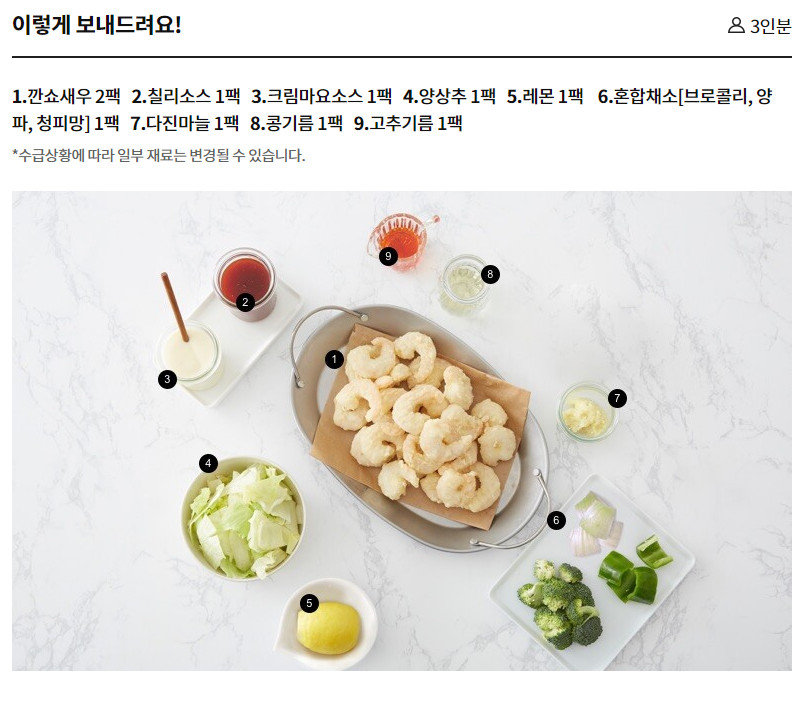 이렇게 보내드려요!
3인분
1.깐쇼새우 2팩 2.칠리소스 1팩 3.크림마요소스 1팩 4.양상추 1팩 5.레몬 1팩 6.혼합채소[브로콜리, 양
파, 청피망] 1팩 7.다진마늘 1팩 8.콩기름 1팩 9.고추기름 1팩
*수급상황에 따라 일부 재료는 변경될 수 있습니다.
9
8
2
1
3
7
4
6
5